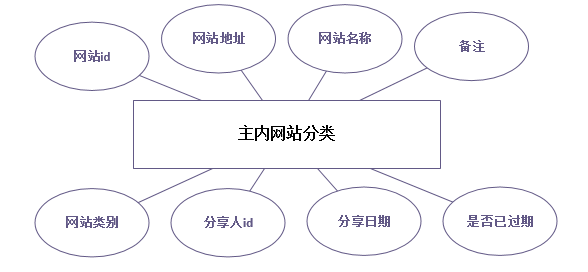 网站id
网站地址
网站名称
备注
主内网站分类
网站类别
分享人id
分享日期
是否已过期